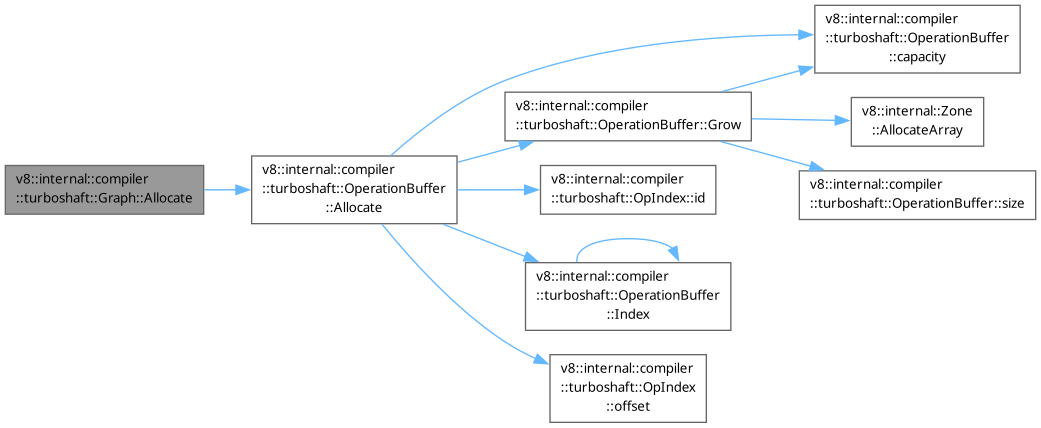 v8::internal::compiler
::turboshaft::Graph::Allocate
v8::internal::compiler
::turboshaft::OperationBuffer
::Allocate
v8::internal::compiler
::turboshaft::OperationBuffer
::capacity
v8::internal::compiler
::turboshaft::OperationBuffer::Grow
v8::internal::Zone
::AllocateArray
v8::internal::compiler
::turboshaft::OperationBuffer::size
v8::internal::compiler
::turboshaft::OpIndex::id
v8::internal::compiler
::turboshaft::OperationBuffer
::Index
v8::internal::compiler
::turboshaft::OpIndex
::offset